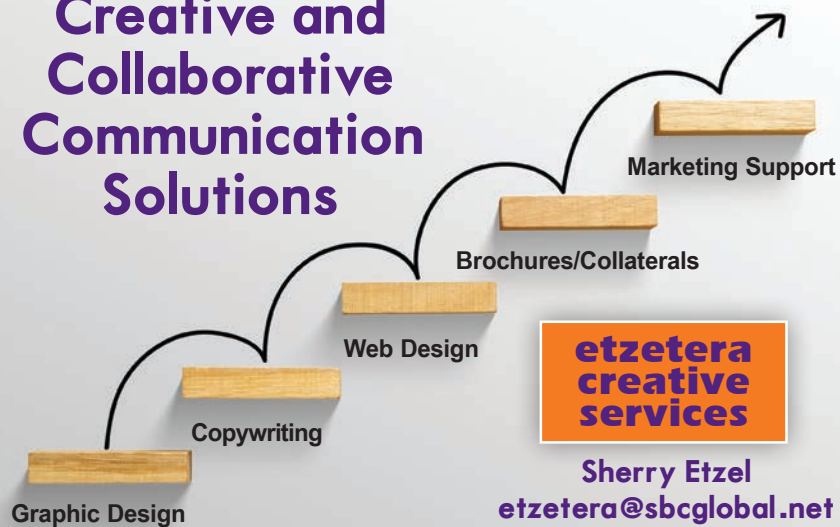 Creative and
Collaborative
Communication
Solutions
Marketing Support
Brochures/Collaterals
Web Design
Copywriting
Graphic Design
etzetera
creative
services
Sherry Etzel
etzetera@sbcglobal.net